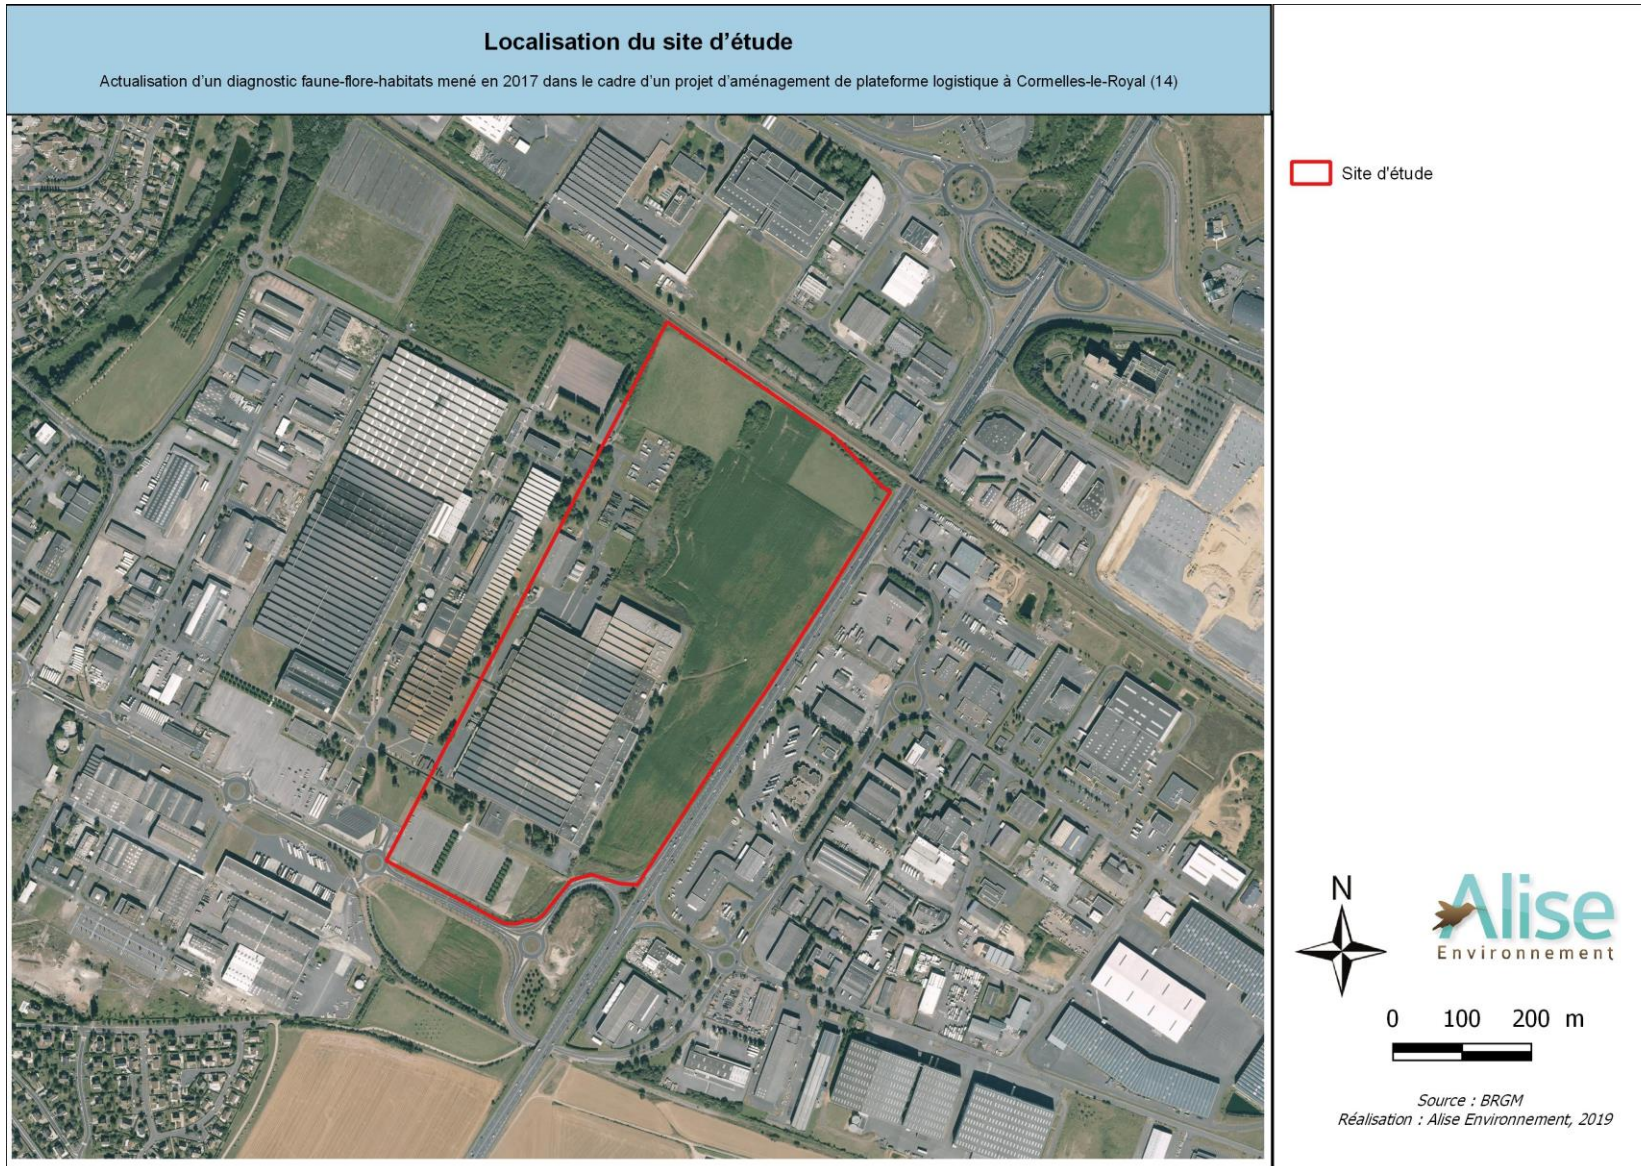 Localisation du site d'étude
Actualisation d'un diagnostic faune-flore-habitats mené en 2017 dans le cadre d'un projet d'aménagement de plateforme logistique à Cormelles-le-Royal (14)
Site d'étude
N
Alise
Environnement
0 100 200 m
Source : BRGM
Réalisation : Alise Environnement, 2019